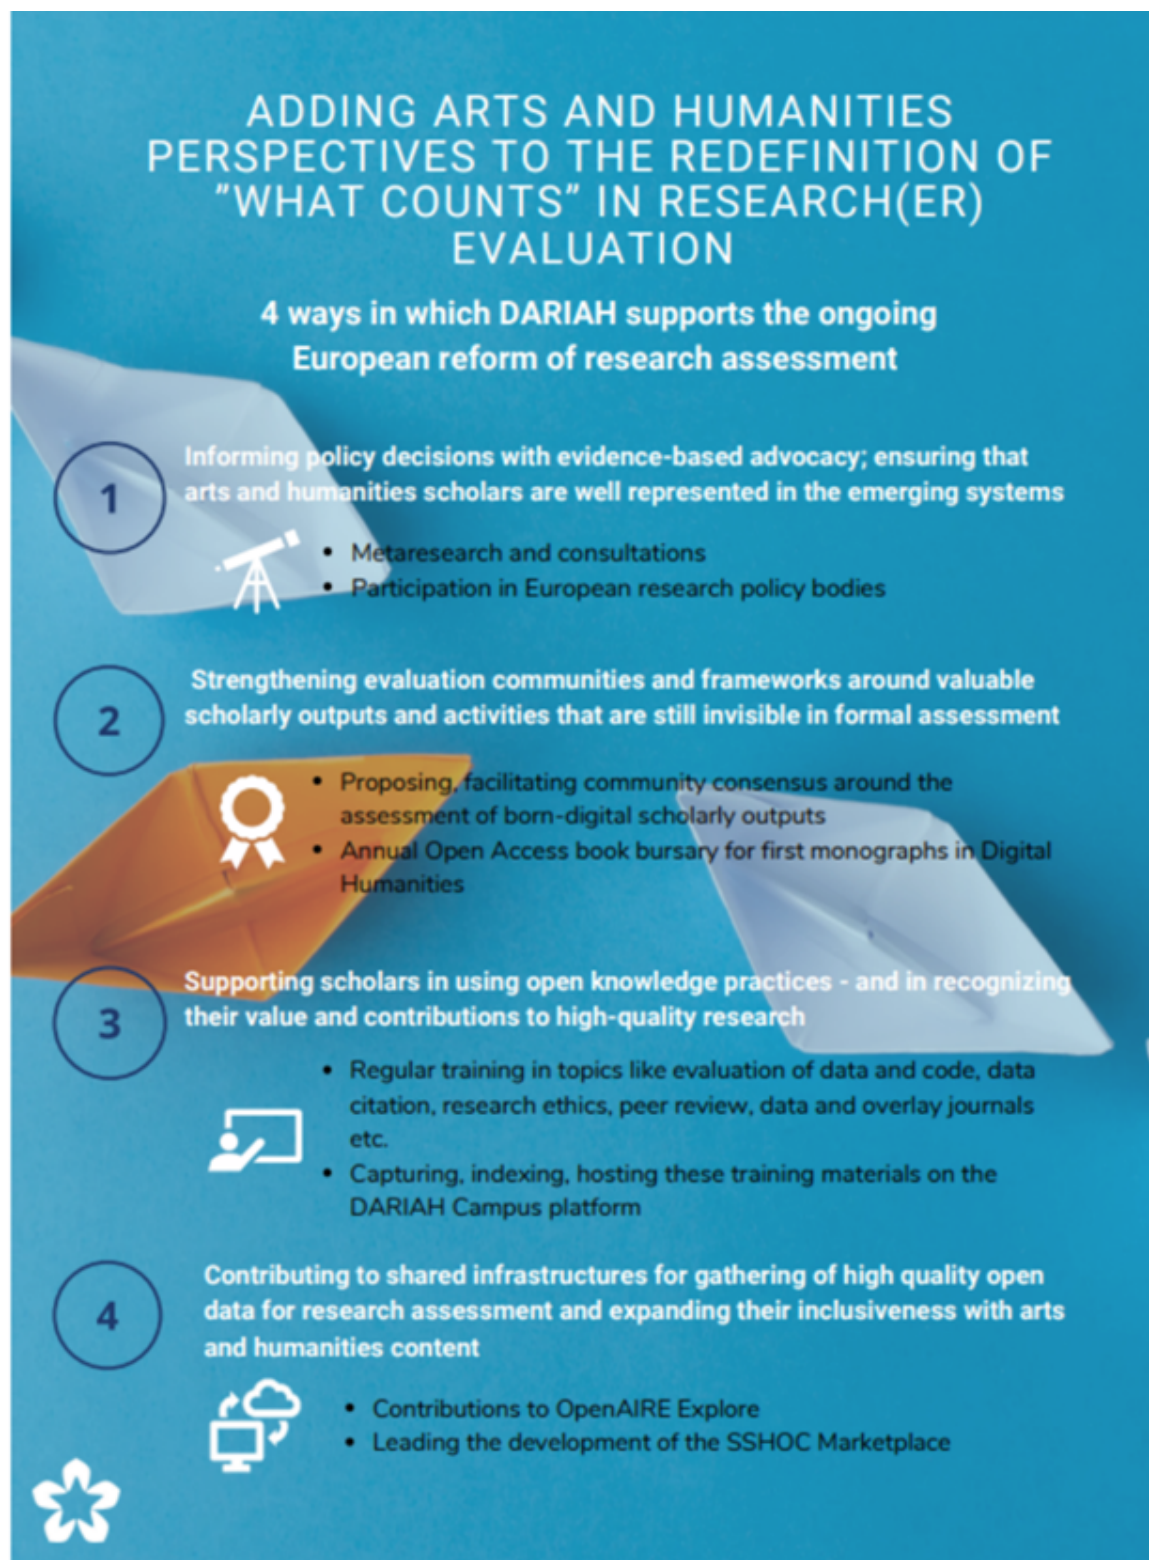 ADDING ARTS AND HUMANITIES
PERSPECTIVES TO THE REDEFINITION OF
”WHAT COUNTS” IN RESEARCH(ER)
EVALUATION
4 ways in which DARIAH supports the ongoing
European reform of research assessment
1
Informing policy decisions with evidence-based advocacy; ensuring that
arts and humanities scholars are well represented in the emerging systems
• Metaresearch and consultations
• Participation in European research policy bodies
2
Strengthening evaluation communities and frameworks around valuable
scholarly outputs and activities that are still invisible in formal assessment
• Proposing, facilitating community consensus around the
assessment of born-digital scholarly outputs
• Annual Open Access book bursary for first monographs in Digital
Humanities
3
Supporting scholars in using open knowledge practices - and in recognizing
their value and contributions to high-quality research
• Regular training in topics like evaluation of data and code, data
citation, research ethics, peer review, data and overlay journals
etc.
• Capturing, indexing, hosting these training materials on the
DARIAH Campus platform
4
Contributing to shared infrastructures for gathering of high quality open
data for research assessment and expanding their inclusiveness with arts
and humanities content
• Contributions to OpenAIRE Explore
• Leading the development of the SSHOC Marketplace